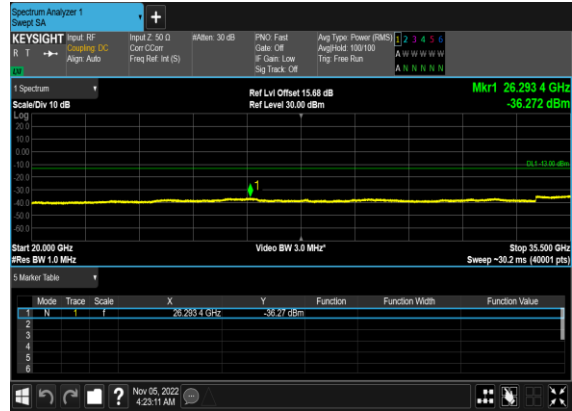 Spectrum Analyzer 1
Swept SA
+
KEYSIGHT Input: RF Input Z: 50 Ω #Atten: 30 dB PNO: Fast Avg Type: Power (RMS) 1 2 3 4 5 6
R T Coupling: DC Corr CCorr Gate: Off Avg|Hold: 100/100 A W W W W W
Align: Auto Freq Ref: Int (S) IF Gain: Low Trig: Free Run
Sig Track: Off A N N N N N
1 Spectrum Ref Lvl Offset 15.68 dB Mkr1 26.293 4 GHz
Scale/Div 10 dB Ref Level 30.00 dBm -36.272 dBm
Log
20.0
10.0
0.00
-10.0 DL1 -13.00 dBm
-20.0
-30.0 1
-40.0
-50.0
-60.0
Start 20.000 GHz Video BW 3.0 MHz* Stop 35.500 GHz
#Res BW 1.0 MHz Sweep ~30.2 ms (40001 pts)
5 Marker Table
Mode Trace Scale X Y Function Function Width Function Value
1 N 1 f 26.293 4 GHz -36.27 dBm
2
3
4
5
6
? Nov 05, 2022
4:23:11 AM